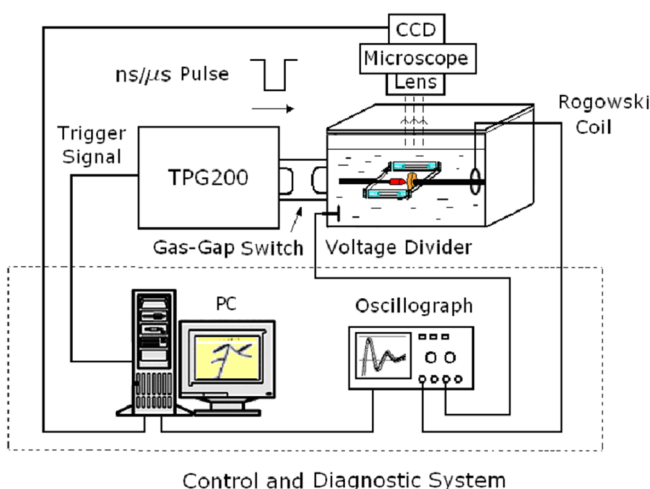 CCD
Microscope
Lens
ns/μs Pulse
Rogowski
Coil
Trigger
Signal
TPG200
Gas-Gap Switch
Voltage Divider
PC
Oscillograph
Control and Diagnostic System